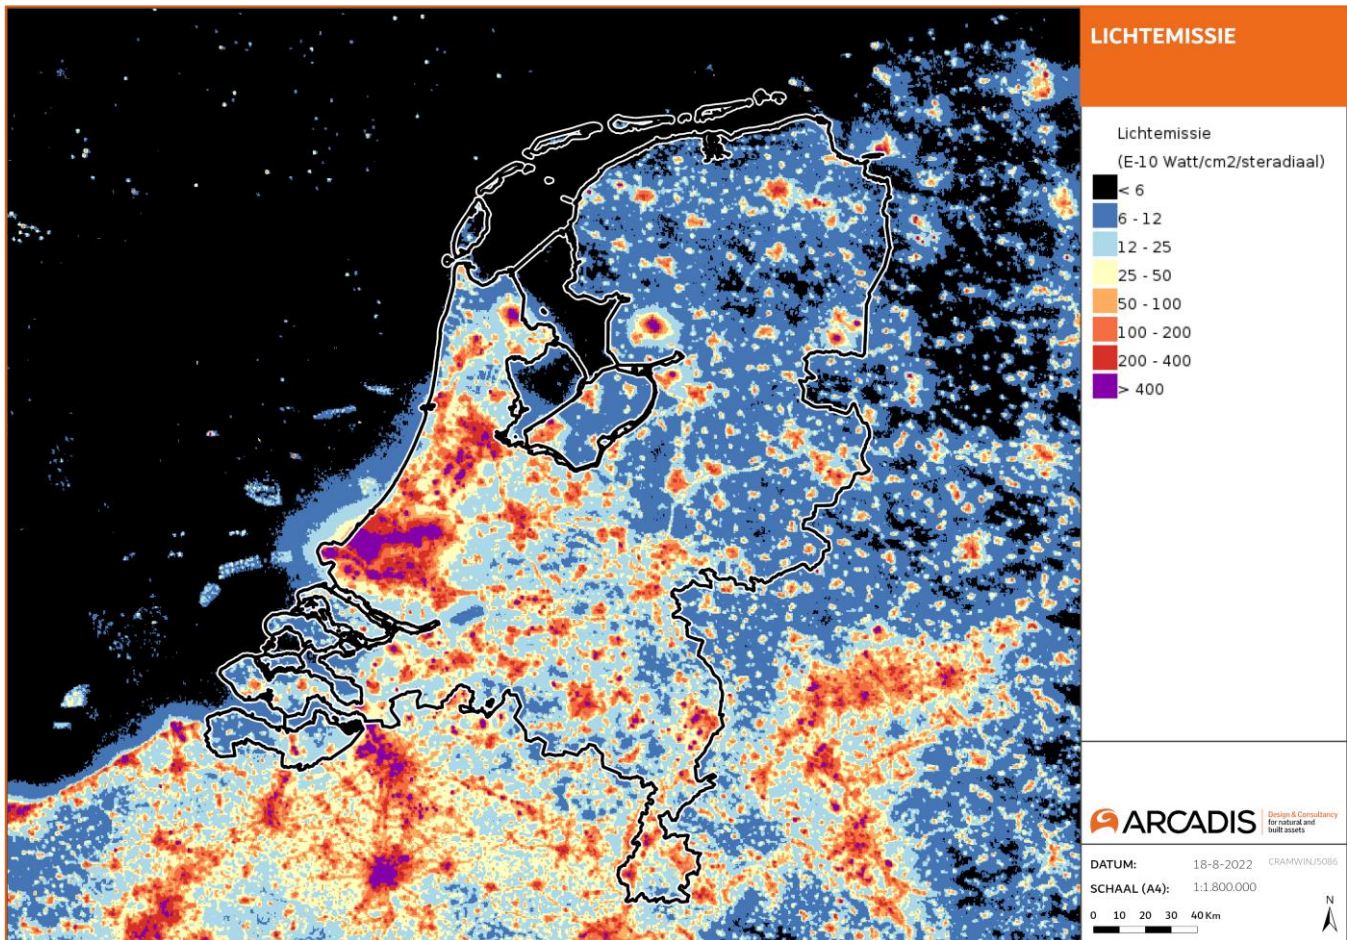 LICHTEMISSIE
Lichtemissie
(E-10 Watt/cm2/steradiaal)
< 6
6 - 12
12 - 25
25 - 50
50 - 100
100 - 200
200 - 400
> 400
ARCADIS
Design & Consultancy
for natural and
built assets
DATUM: 18-8-2022 CRAMWINJ5086
SCHAAL (A4): 1:1.800.000
N
0 10 20 30 40 Km